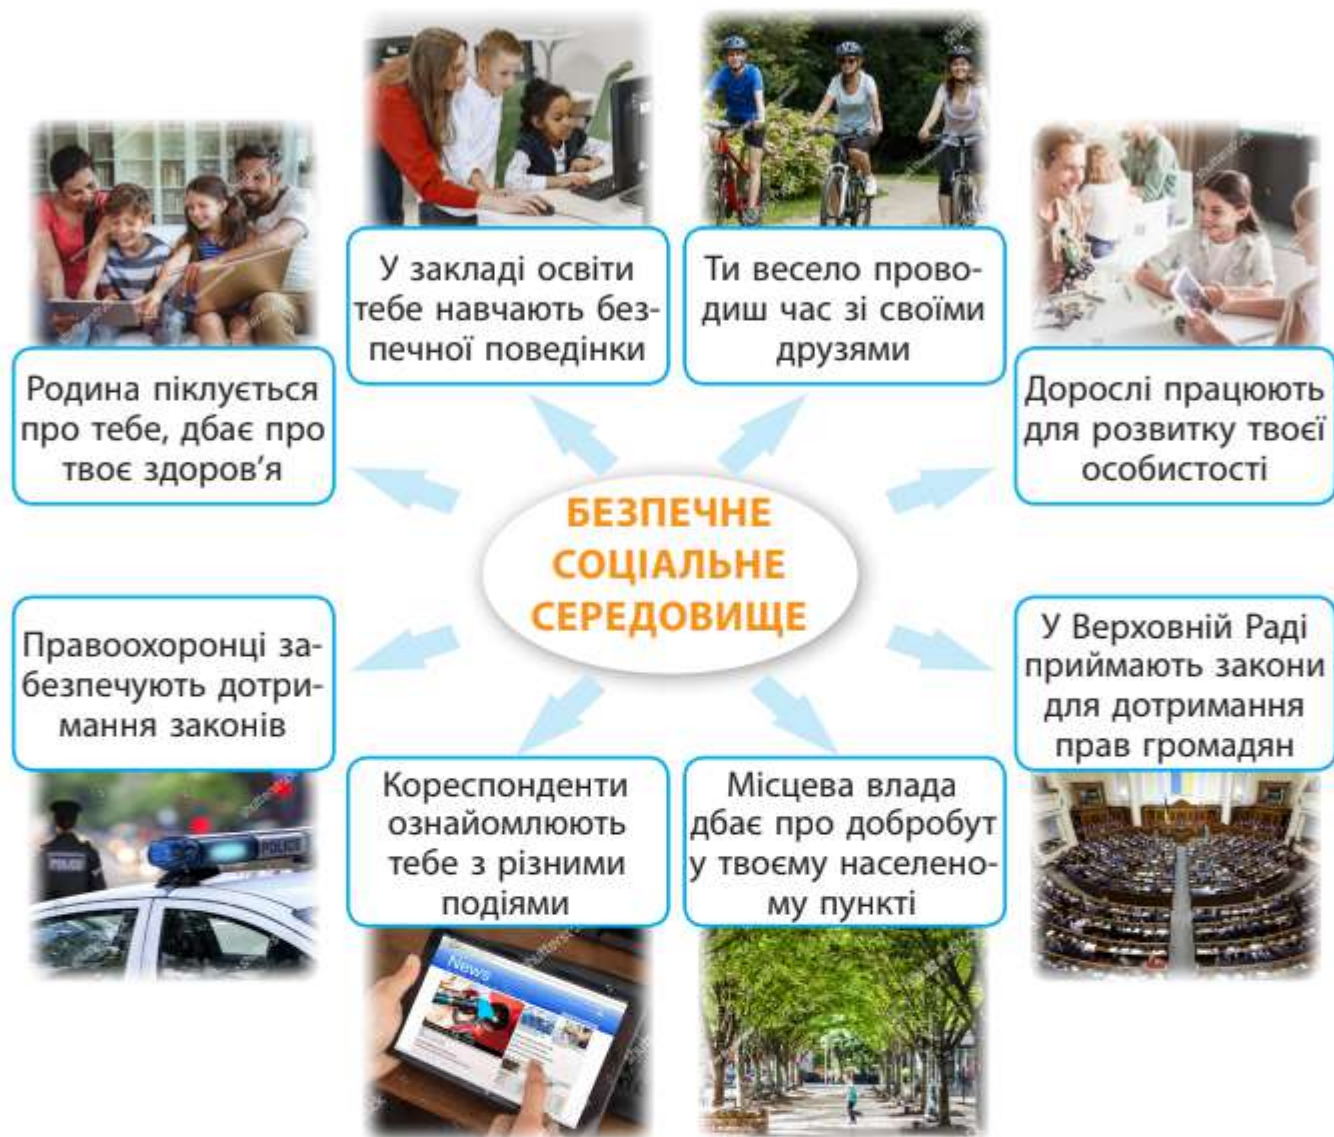 У закладі освіти
тебе навчають без-
печної поведінки
Ти весело прово-
диш час зі своїми
друзями
Родина піклується
про тебе, дбає про
твоє здоров’я
Дорослі працюють
для розвитку твоєї
особистості
БЕЗПЕЧНЕ
СОЦІАЛЬНЕ
СЕРЕДОВИЩЕ
Правоохоронці за-
безпечують дотри-
мання законів
У Верховній Раді
приймають закони
для дотримання
прав громадян
Кореспонденти
ознайомлюють
тебе з різними
подіями
Місцева влада
дбає про добробут
у твоєму населено-
му пункті
POLICE
POLICE
News